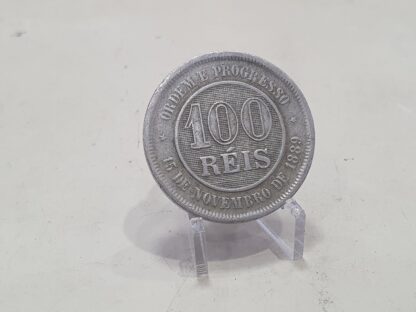 ORDEM E PROGRESSO
100
RÉIS
15 DE NOVEMBRO DE 1889